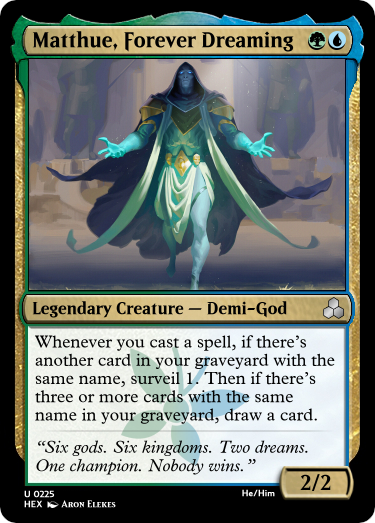 Matthue, Forever Dreaming
Legendary Creature — Demi-God
Whenever you cast a spell, if there's
another card in your graveyard with the
same name, surveil 1. Then if there's
three or more cards with the same
name in your graveyard, draw a card.
“Six gods. Six kingdoms. Two dreams.
One champion. Nobody wins.”
2/2
U 0225
He/Him
HEX Aron Elekes